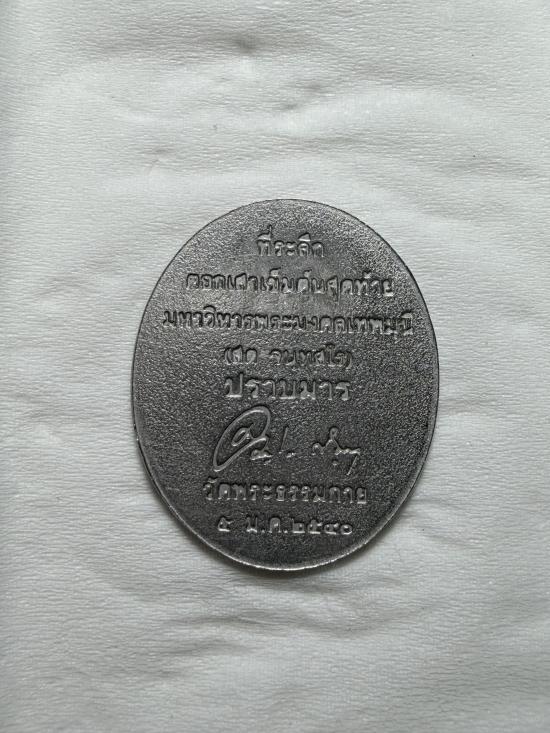 ที่ระลึก
ตอกเสาเข็มต้นสุดท้าย
มหาวิหารพระมงคลเทพมุนี
(สด จนฺทสโร)
ปราบมาร
วัดพระธรรมกาย
๕ ม.ค.๒๕๔๐